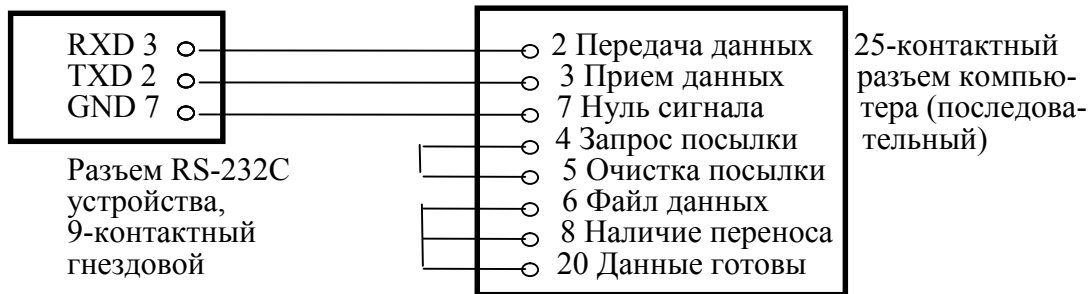 RXD 3
TXD 2
GND 7
Разъем RS-232C
устройства,
9-контактный
гнездовой
2 Передача данных
3 Прием данных
7 Нуль сигнала
4 Запрос посылки
5 Очистка посылки
6 Файл данных
8 Наличие переноса
20 Данные готовы
25-контактный
разъем компью-
тера (последова-
тельный)